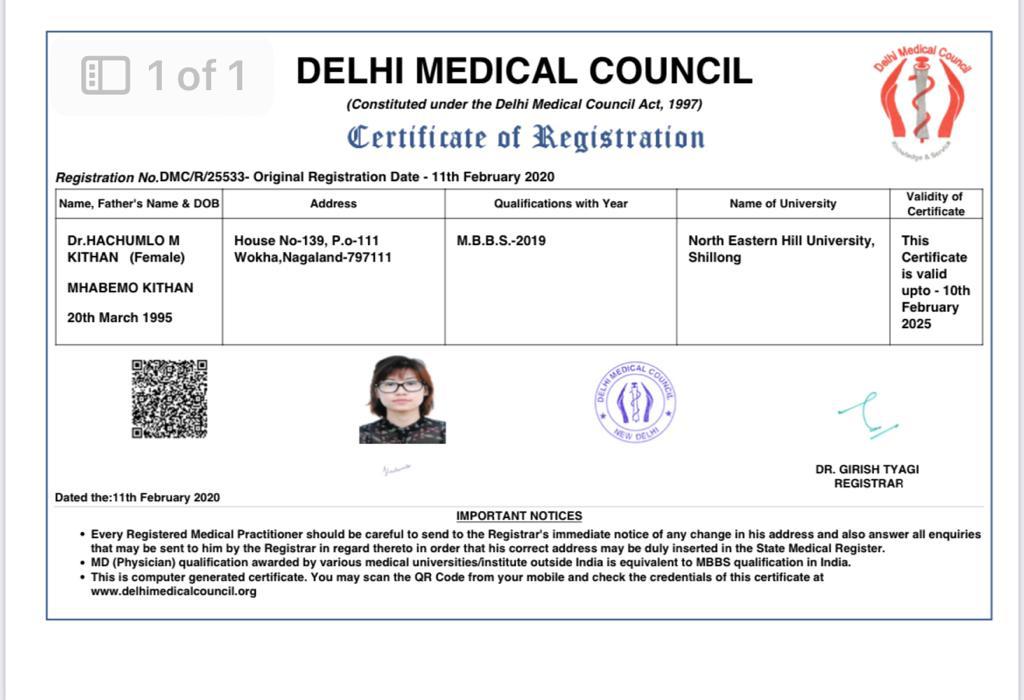 1 of 1
DELHI MEDICAL COUNCIL
(Constituted under the Delhi Medical Council Act, 1997)
Certificate of Registration
Delhi Medical Council
Knowledge & Service
Registration No.DMC/R/25533- Original Registration Date - 11th February 2020
Name, Father's Name & DOB
Address
Qualifications with Year
Name of University
Validity of
Certificate
Dr.HACHUMLO M
KITHAN (Female)
MHABEMO KITHAN
20th March 1995
House No-139, P.o-111
Wokha,Nagaland-797111
M.B.B.S.-2019
North Eastern Hill University,
Shillong
This
Certificate
is valid
upto - 10th
February
2025
DELHI MEDICAL COUNCIL
NEW DELHI
DR. GIRISH TYAGI
REGISTRAR
Dated the:11th February 2020
IMPORTANT NOTICES
• Every Registered Medical Practitioner should be careful to send to the Registrar's immediate notice of any change in his address and also answer all enquiries
that may be sent to him by the Registrar in regard thereto in order that his correct address may be duly inserted in the State Medical Register.
• MD (Physician) qualification awarded by various medical universities/institute outside India is equivalent to MBBS qualification in India.
• This is computer generated certificate. You may scan the QR Code from your mobile and check the credentials of this certificate at
www.delhimedicalcouncil.org